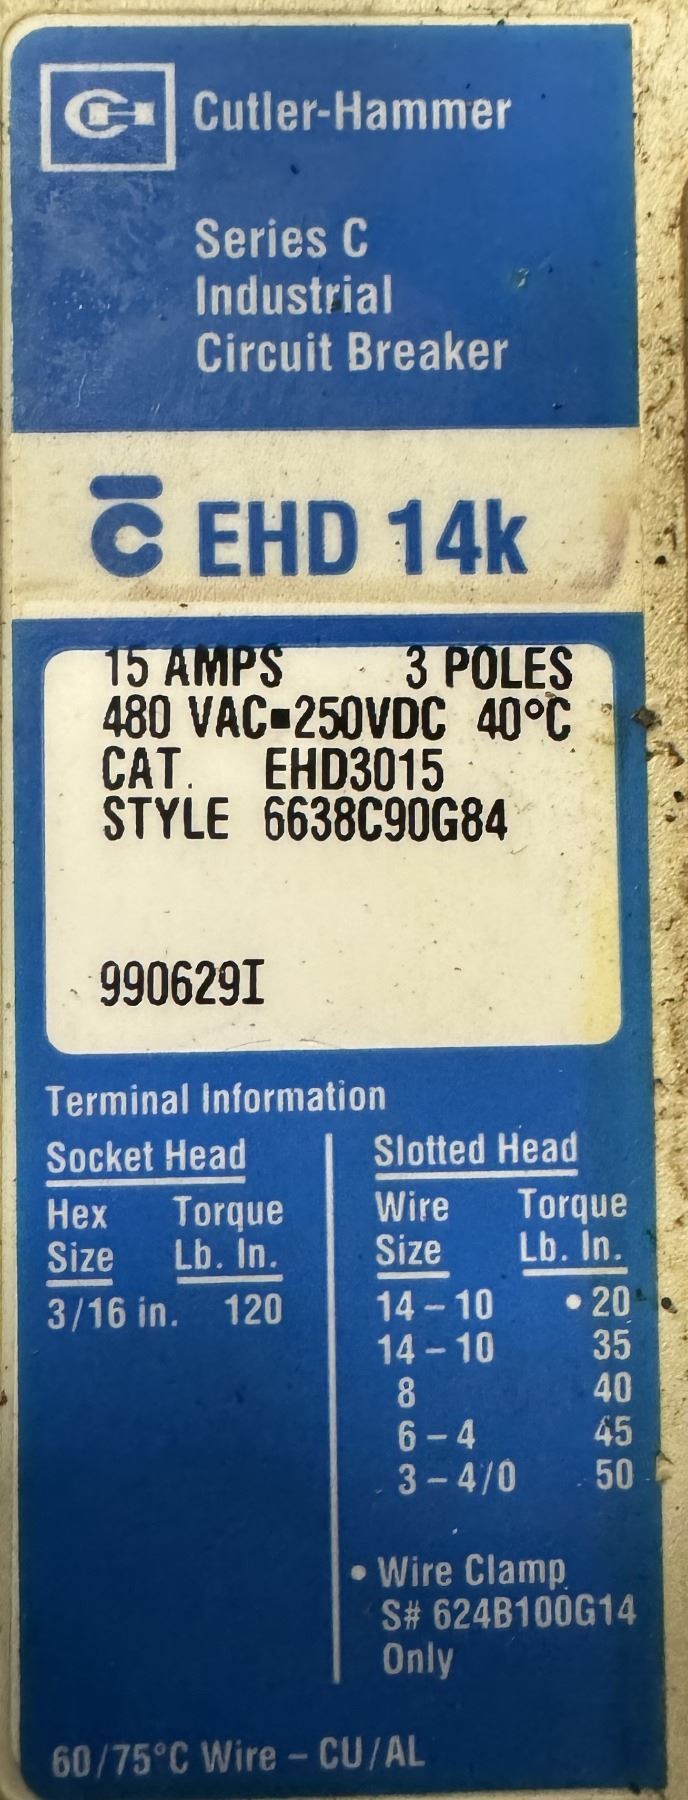 Cutler-Hammer
Series C
Industrial
Circuit Breaker
C EHD 14k
15 AMPS 3 POLES
480 VAC▪250VDC 40°C
CAT. EHD3015
STYLE 6638C90G84
990629I
Terminal Information
Socket Head
Hex Torque
Size Lb. In.
3/16 in. 120
Slotted Head
Wire Torque
Size Lb. In.
14-10 •20
14-10 35
8 40
6-4 45
3-4/0 50
• Wire Clamp
S# 624B100G14
Only
60/75°C Wire - CU/AL